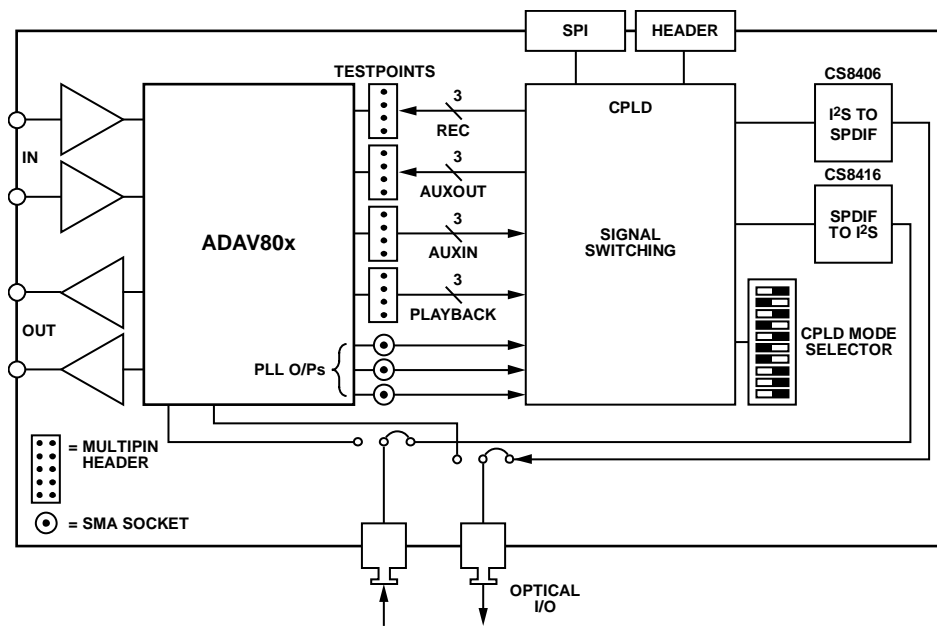 SPI
HEADER
TESTPOINTS
3
REC
3
AUXOUT
3
AUXIN
3
PLAYBACK
IN
OUT
ADAV80x
PLL O/Ps
CPLD
SIGNAL
SWITCHING
CS8406
I²S TO
SPDIF
CS8416
SPDIF
TO I²S
CPLD MODE
SELECTOR
= MULTIPIN
HEADER
= SMA SOCKET
OPTICAL
I/O